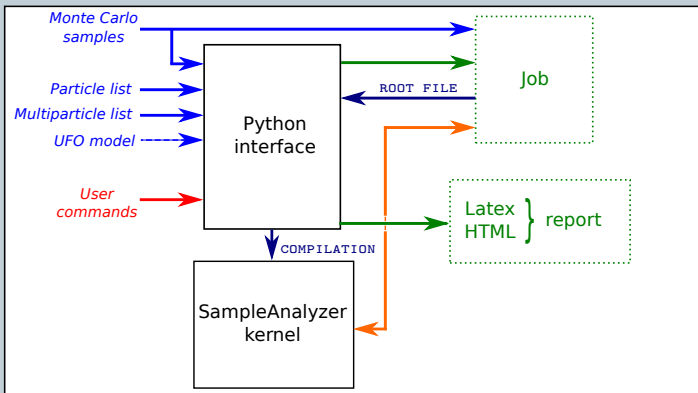 Monte Carlo
samples
Particle list
Multiparticle list
UFO model
User
commands
Python
interface
ROOT FILE
Job
Latex
HTML
} report
COMPILATION
SampleAnalyzer
kernel